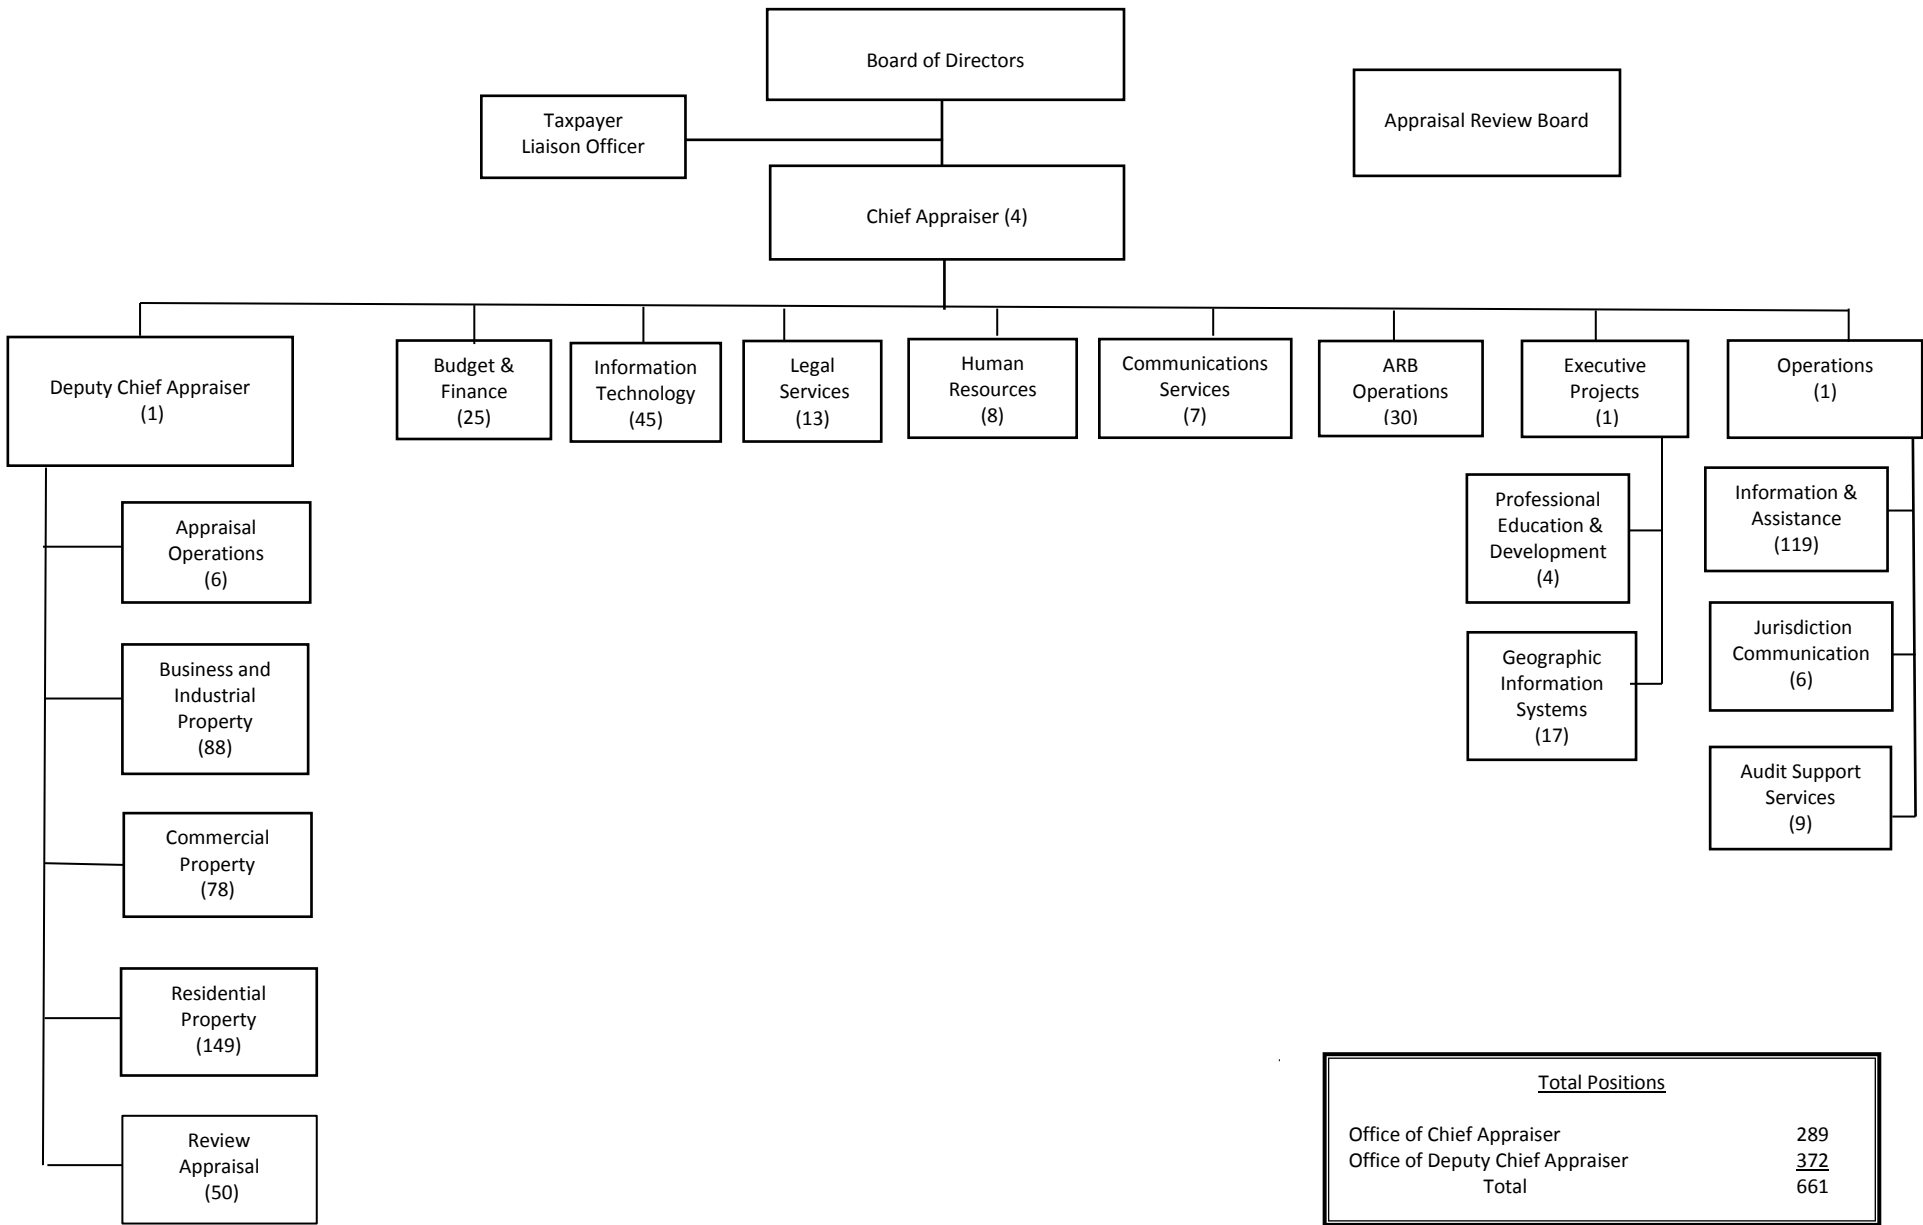 Board of Directors
Taxpayer
Liaison Officer
Appraisal Review Board
Chief Appraiser (4)
Deputy Chief Appraiser
(1)
Budget &
Finance
(25)
Information
Technology
(45)
Legal
Services
(13)
Human
Resources
(8)
Communications
Services
(7)
ARB
Operations
(30)
Executive
Projects
(1)
Operations
(1)
Appraisal
Operations
(6)
Business and
Industrial
Property
(88)
Commercial
Property
(78)
Residential
Property
(149)
Review
Appraisal
(50)
Professional
Education &
Development
(4)
Geographic
Information
Systems
(17)
Information &
Assistance
(119)
Jurisdiction
Communication
(6)
Audit Support
Services
(9)
Total Positions
Office of Chief Appraiser 289
Office of Deputy Chief Appraiser 372
Total 661